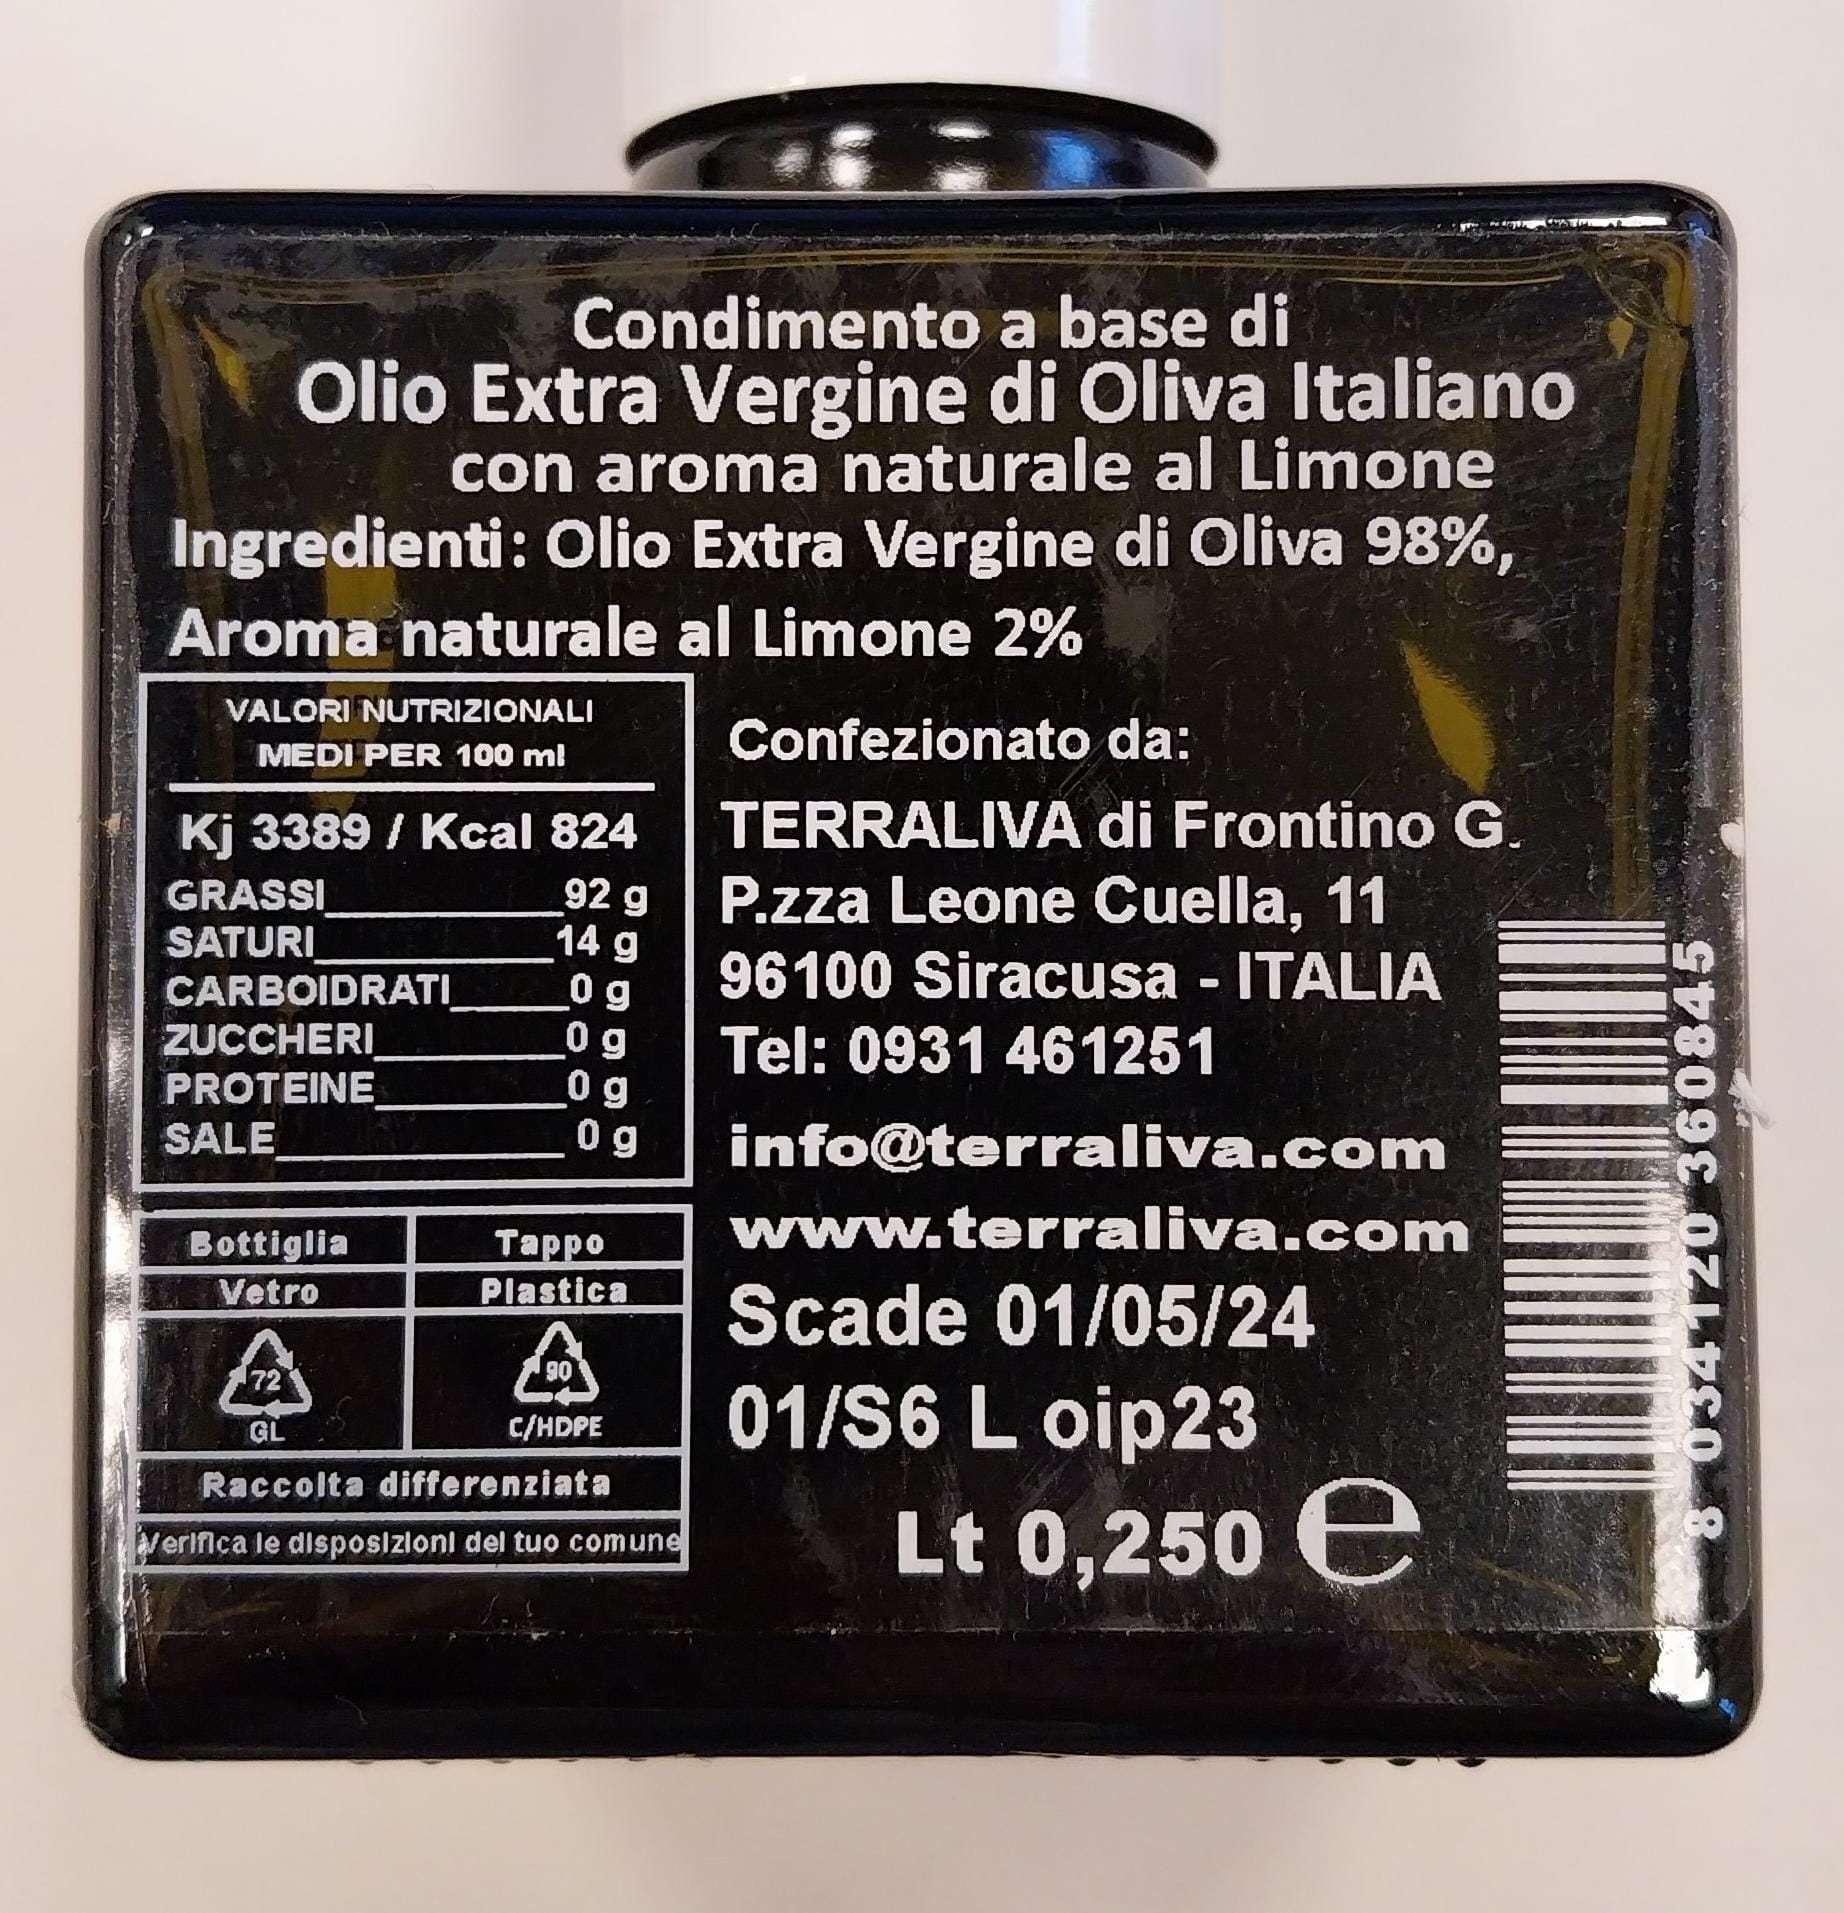 Condimento a base di
Olio Extra Vergine di Oliva Italiano
con aroma naturale al Limone
Ingredienti: Olio Extra Vergine di Oliva 98%,
Aroma naturale al Limone 2%
VALORI NUTRIZIONALI
MEDI PER 100 ml
Kj 3389 / Kcal 824
GRASSI 92 g
SATURI 14 g
CARBOIDRATI 0 g
ZUCCHERI 0 g
PROTEINE 0 g
SALE 0 g
Bottiglia Tappo
Vetro Plastica
72 90
GL C/HDPE
Raccolta differenziata
Verifica le disposizioni del tuo comune
Confezionato da:
TERRALIVA di Frontino G.
P.zza Leone Cuella, 11
96100 Siracusa - ITALIA
Tel: 0931 461251
info@terraliva.com
www.terraliva.com
Scade 01/05/24
01/S6 L oip23
Lt 0,250 e
8 034120 360845